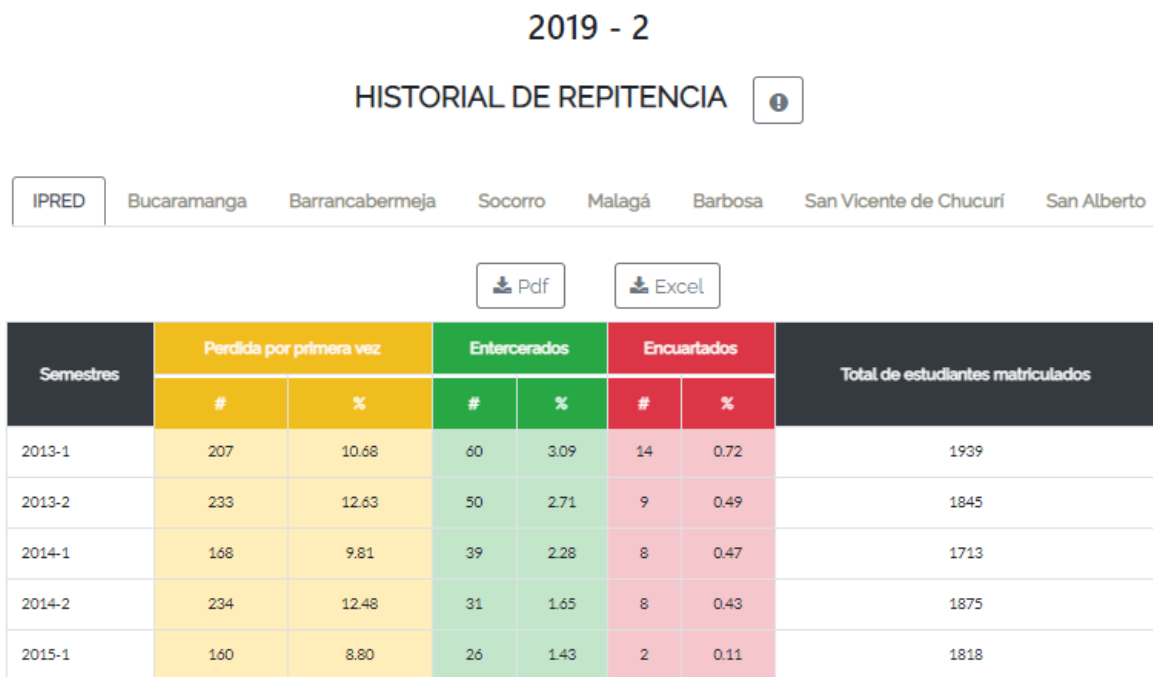 2019 - 2
HISTORIAL DE REPITENCIA
IPRED Bucaramanga Barrancabermeja Socorro Malagá Barbosa San Vicente de Chucurí San Alberto
Pdf Excel
Semestres Perdida por primera vez Entercerados Encuartados Total de estudiantes matriculados
# % # % # %
2013-1 207 10.68 60 3.09 14 0.72 1939
2013-2 233 12.63 50 2.71 9 0.49 1845
2014-1 168 9.81 39 2.28 8 0.47 1713
2014-2 234 12.48 31 1.65 8 0.43 1875
2015-1 160 8.80 26 1.43 2 0.11 1818